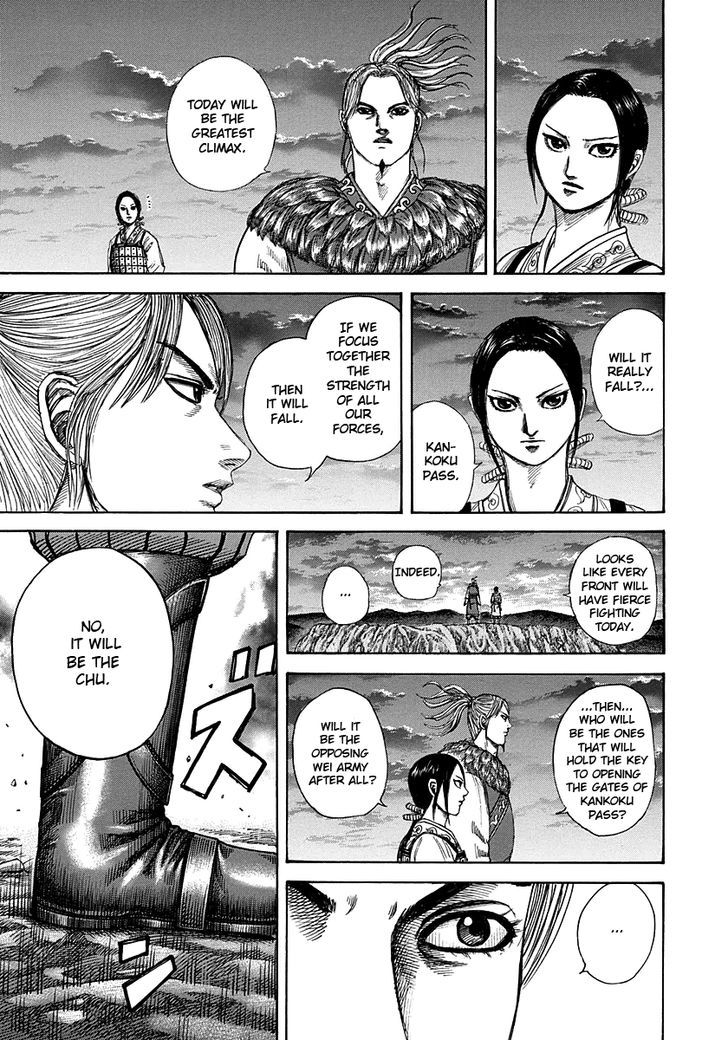 ...
TODAY WILL
BE THE
GREATEST
CLIMAX.
WILL IT
REALLY
FALL?...
KAN-
KOKU
PASS.
IF WE
FOCUS
TOGETHER
THE
STRENGTH
OF ALL
OUR
FORCES,
THEN
IT WILL
FALL.
LOOKS
LIKE EVERY
FRONT WILL
HAVE FIERCE
FIGHTING
TODAY.
INDEED.
...
...THEN...
WHO WILL
BE THE ONES
THAT WILL
HOLD THE KEY
TO OPENING
THE GATES OF
KANKOKU
PASS?
WILL IT
BE THE
OPPOSING
WEI ARMY
AFTER ALL?
...
NO,
IT WILL
BE THE
CHU.
ズン